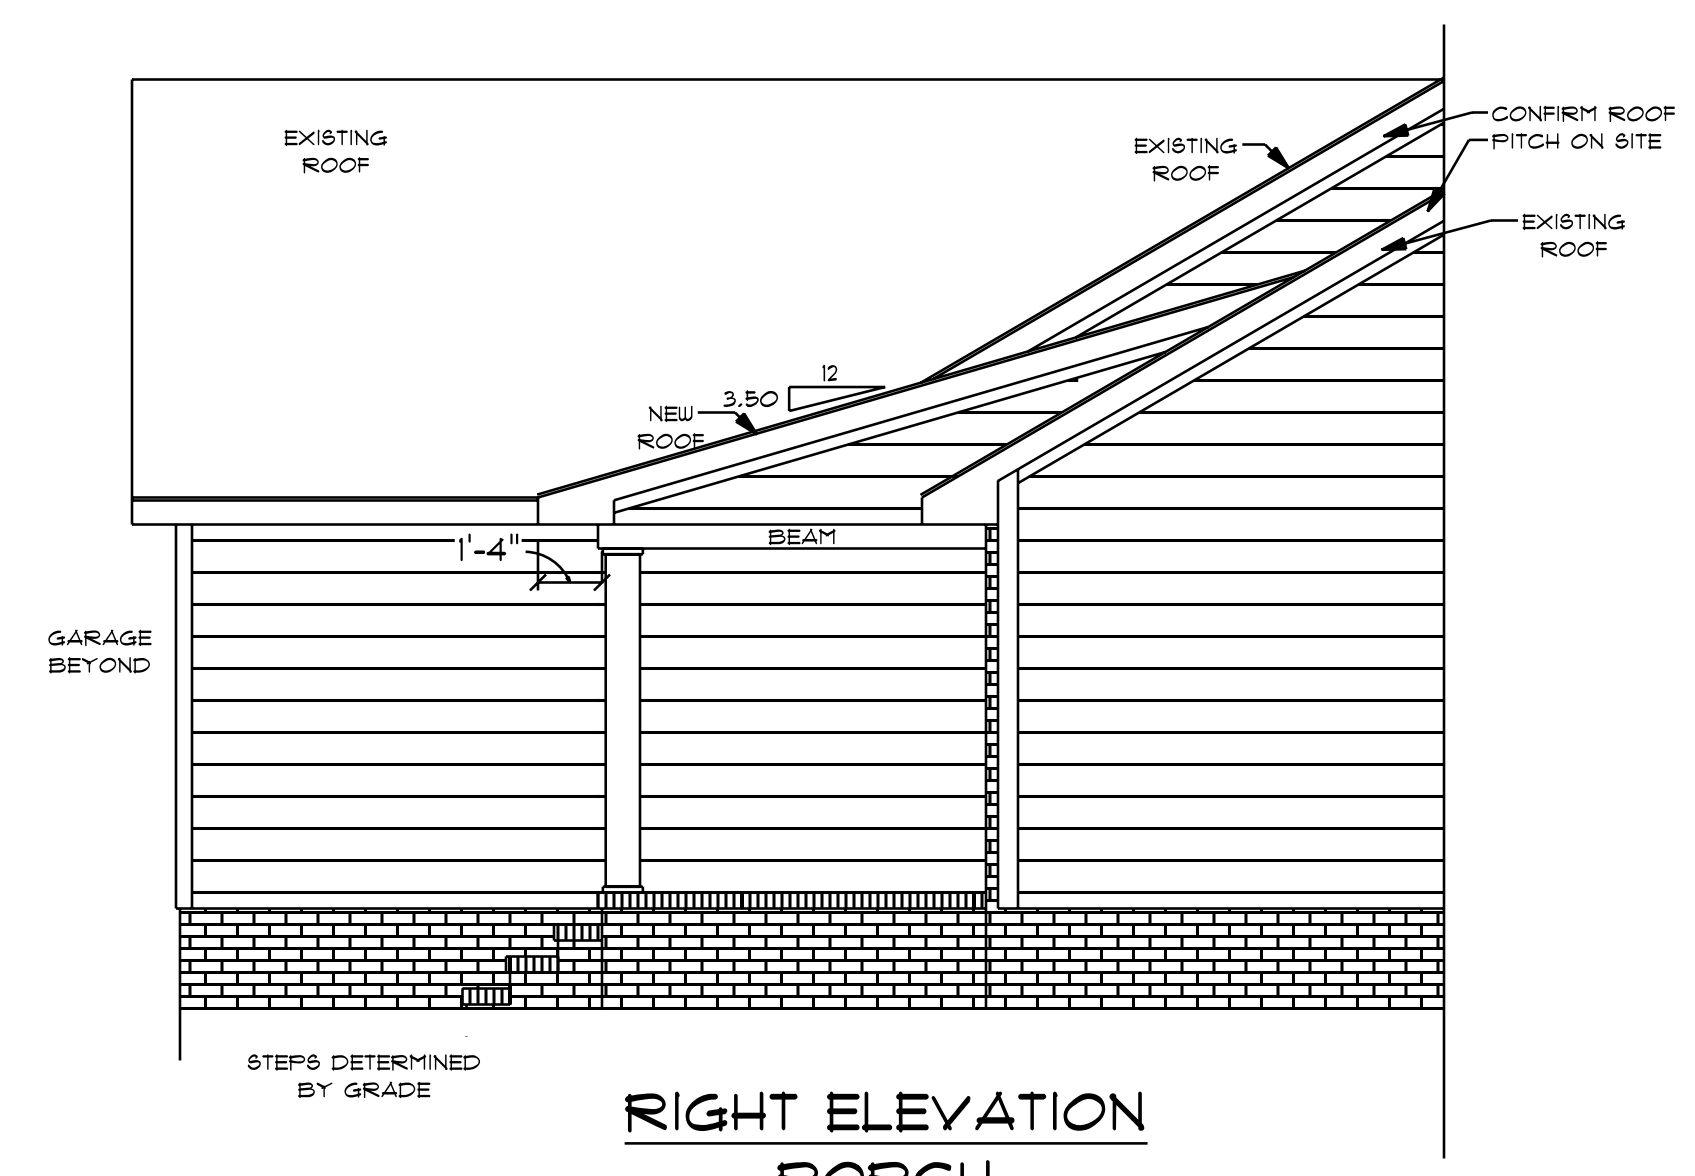 EXISTING
ROOF
EXISTING
ROOF
CONFIRM ROOF
PITCH ON SITE
EXISTING
ROOF
12
3.50
NEW
ROOF
BEAM
1'-4"
GARAGE
BEYOND
STEPS DETERMINED
BY GRADE
RIGHT ELEVATION
PORCH